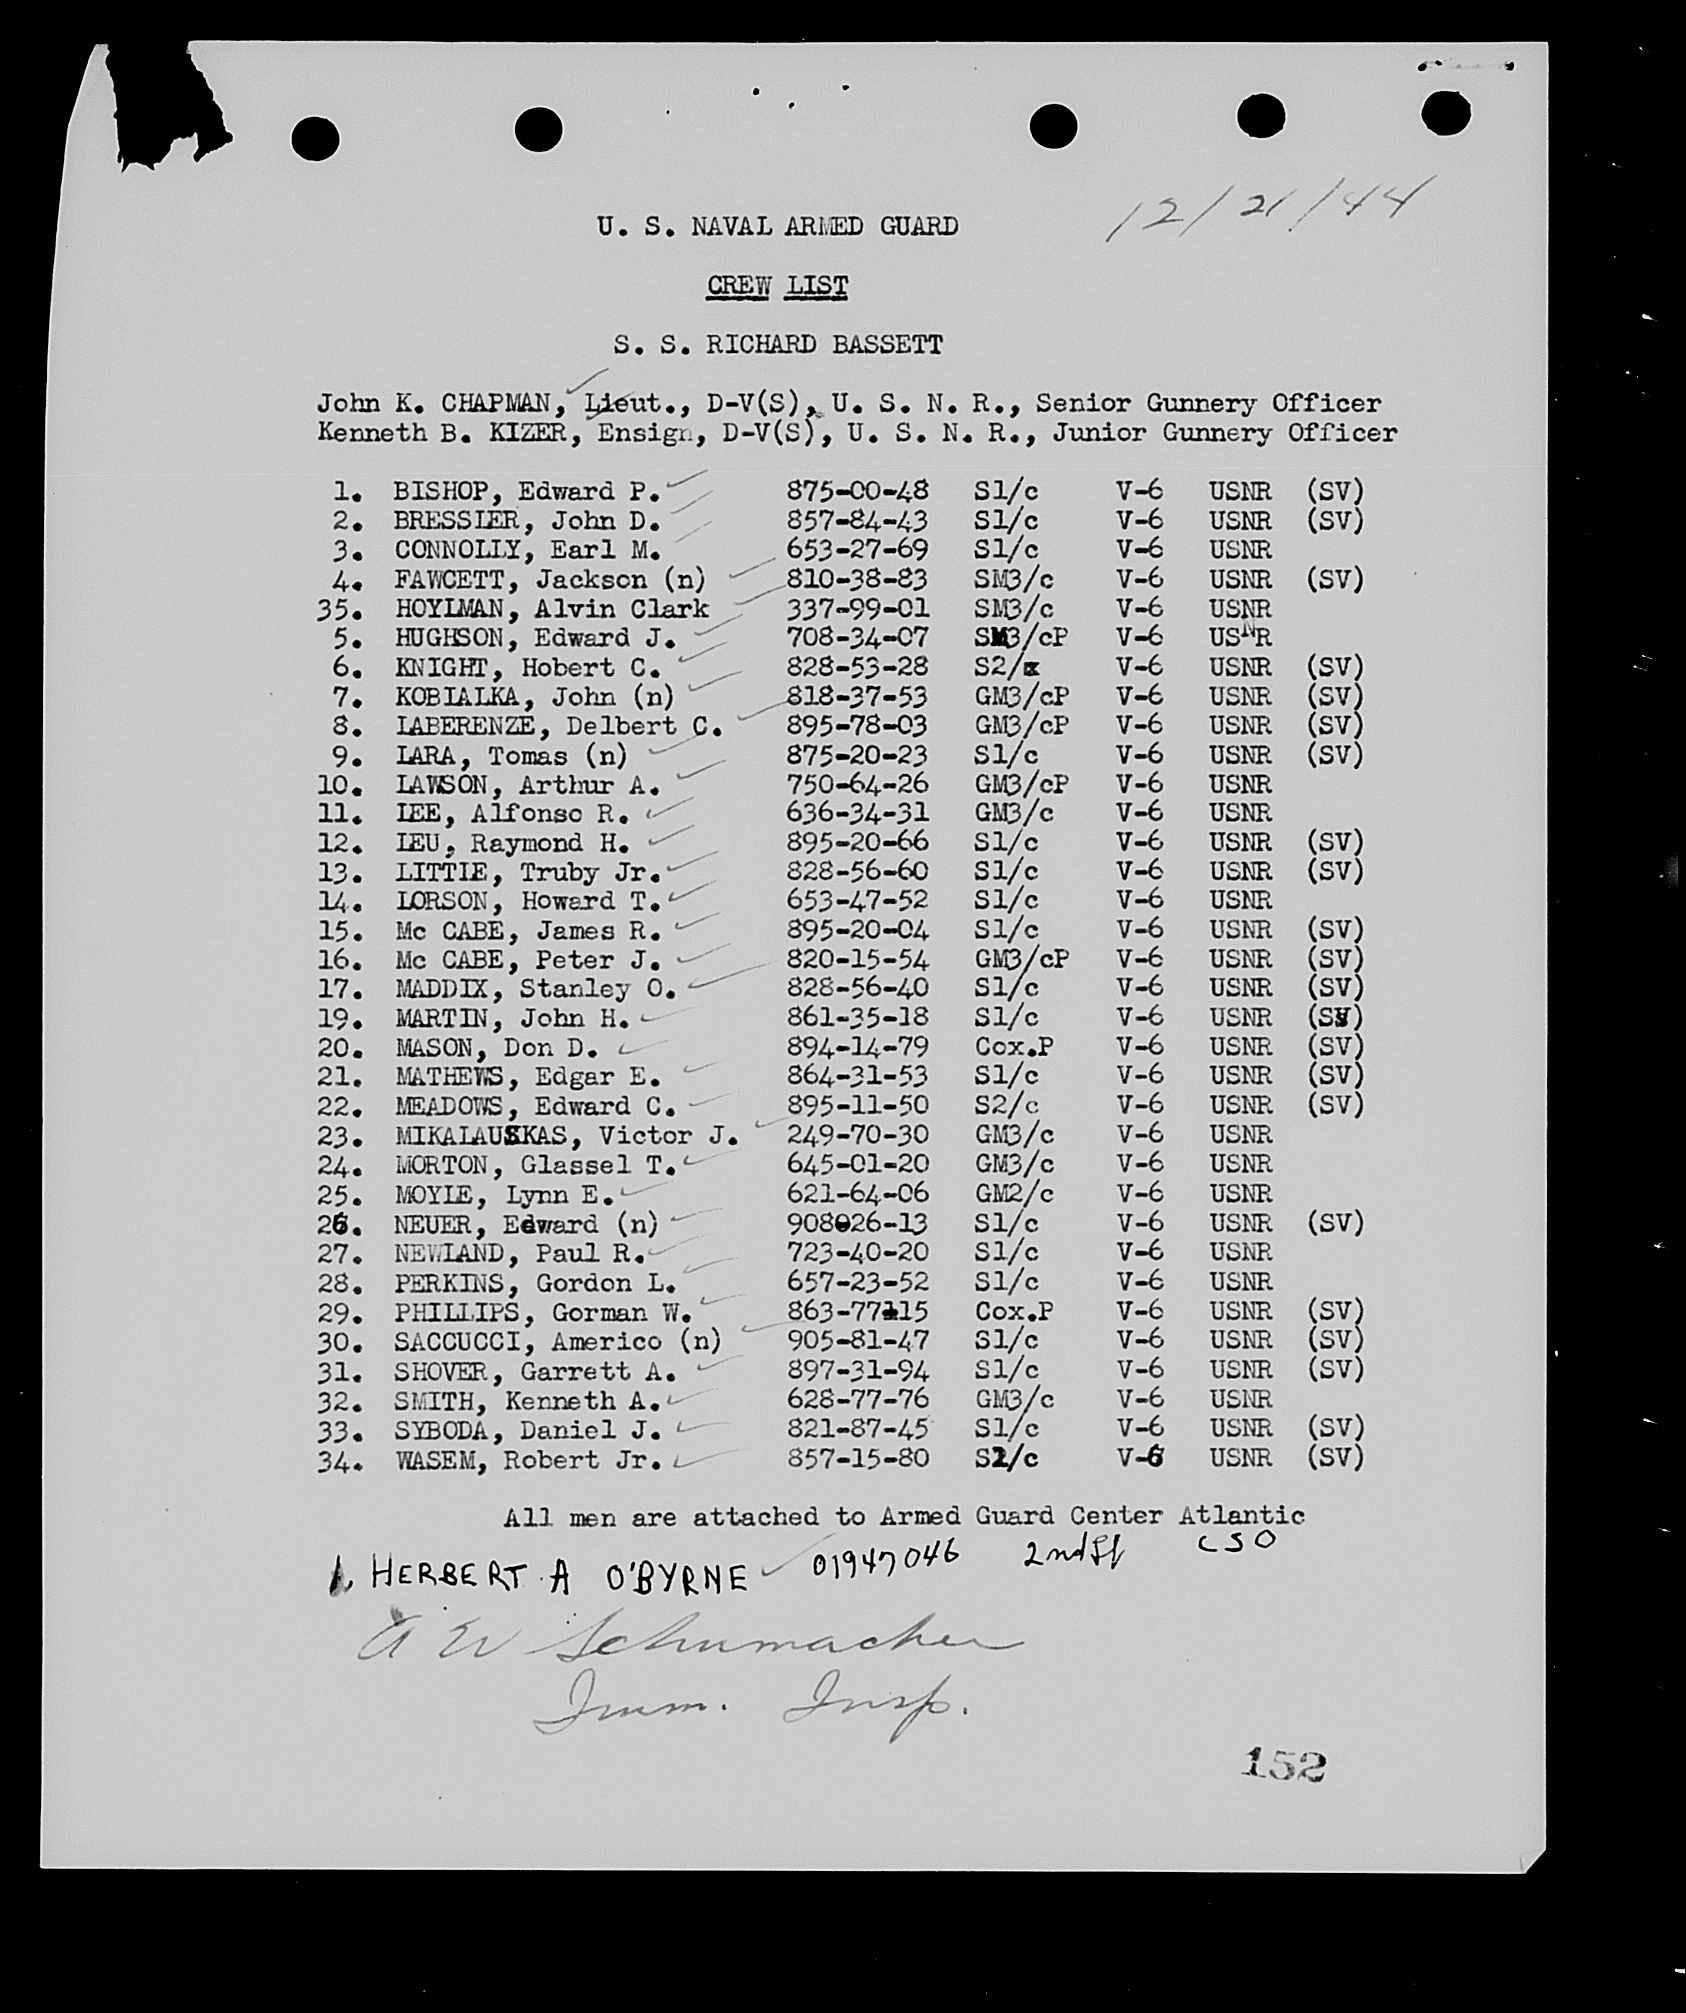 12/21/44
U. S. NAVAL ARMED GUARD
CREW LIST
S. S. RICHARD BASSETT
John K. CHAPMAN, Lieut., D-V(S), U. S. N. R., Senior Gunnery Officer
Kenneth B. KIZER, Ensign, D-V(S), U. S. N. R., Junior Gunnery Officer
1. BISHOP, Edward P. 875-00-48 S1/c V-6 USNR (SV)
2. BRESSLER, John D. 857-84-43 S1/c V-6 USNR (SV)
3. CONNOLLY, Earl M. 653-27-69 S1/c V-6 USNR
4. FAWCETT, Jackson (n) 810-38-83 SM3/c V-6 USNR (SV)
35. HOYLMAN, Alvin Clark 337-99-01 SM3/c V-6 USNR
5. HUGHSON, Edward J. 708-34-07 SM3/cP V-6 USNR
6. KNIGHT, Hobert C. 828-53-28 S2/c V-6 USNR (SV)
7. KOBIALKA, John (n) 818-37-53 GM3/cP V-6 USNR (SV)
8. LABERENZE, Delbert C. 895-78-03 GM3/cP V-6 USNR (SV)
9. LARA, Tomas (n) 875-20-23 S1/c V-6 USNR (SV)
10. LAWSON, Arthur A. 750-64-26 GM3/cP V-6 USNR
11. LEE, Alfonso R. 636-34-31 GM3/c V-6 USNR
12. LEU, Raymond H. 895-20-66 S1/c V-6 USNR (SV)
13. LITTLE, Truby Jr. 828-56-60 S1/c V-6 USNR (SV)
14. LORSON, Howard T. 653-47-52 S1/c V-6 USNR
15. Mc CABE, James R. 895-20-04 S1/c V-6 USNR (SV)
16. Mc CABE, Peter J. 820-15-54 GM3/cP V-6 USNR (SV)
17. MADDIX, Stanley O. 828-56-40 S1/c V-6 USNR (SV)
19. MARTIN, John H. 861-35-18 S1/c V-6 USNR (SV)
20. MASON, Don D. 894-14-79 Cox.P V-6 USNR (SV)
21. MATHEWS, Edgar E. 864-31-53 S1/c V-6 USNR (SV)
22. MEADOWS, Edward C. 895-11-50 S2/c V-6 USNR (SV)
23. MIKALAUSKAS, Victor J. 249-70-30 GM3/c V-6 USNR
24. MORTON, Glassel T. 645-01-20 GM3/c V-6 USNR
25. MOYLE, Lynn E. 621-64-06 GM2/c V-6 USNR
26. NEUER, Edward (n) 908-26-13 S1/c V-6 USNR (SV)
27. NEWLAND, Paul R. 723-40-20 S1/c V-6 USNR
28. PERKINS, Gordon L. 657-23-52 S1/c V-6 USNR
29. PHILLIPS, Gorman W. 863-77-15 Cox.P V-6 USNR (SV)
30. SACCUCCI, Americo (n) 905-81-47 S1/c V-6 USNR (SV)
31. SHOVER, Garrett A. 897-31-94 S1/c V-6 USNR (SV)
32. SMITH, Kenneth A. 628-77-76 GM3/c V-6 USNR
33. SYBODA, Daniel J. 821-87-45 S1/c V-6 USNR (SV)
34. WASEM, Robert Jr. 857-15-80 S2/c V-6 USNR (SV)
All men are attached to Armed Guard Center Atlantic
1. HERBERT A O'BYRNE 01947046 2nd Lt CSO
A W Schumacher
Imm. Insp.
152